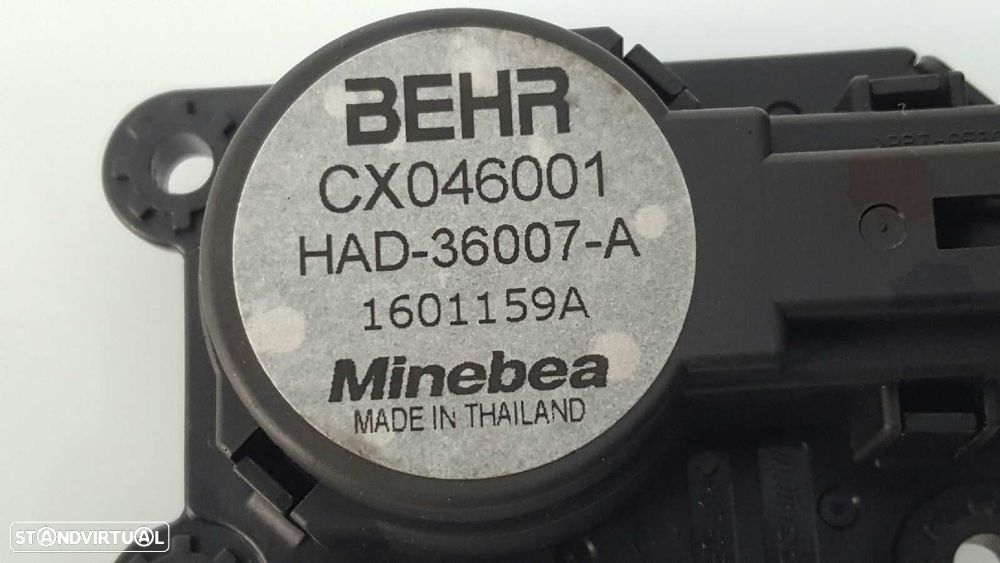 BEHR
CX046001
HAD-36007-A
1601159A
Minebea
MADE IN THAILAND
STANDVIRTUAL